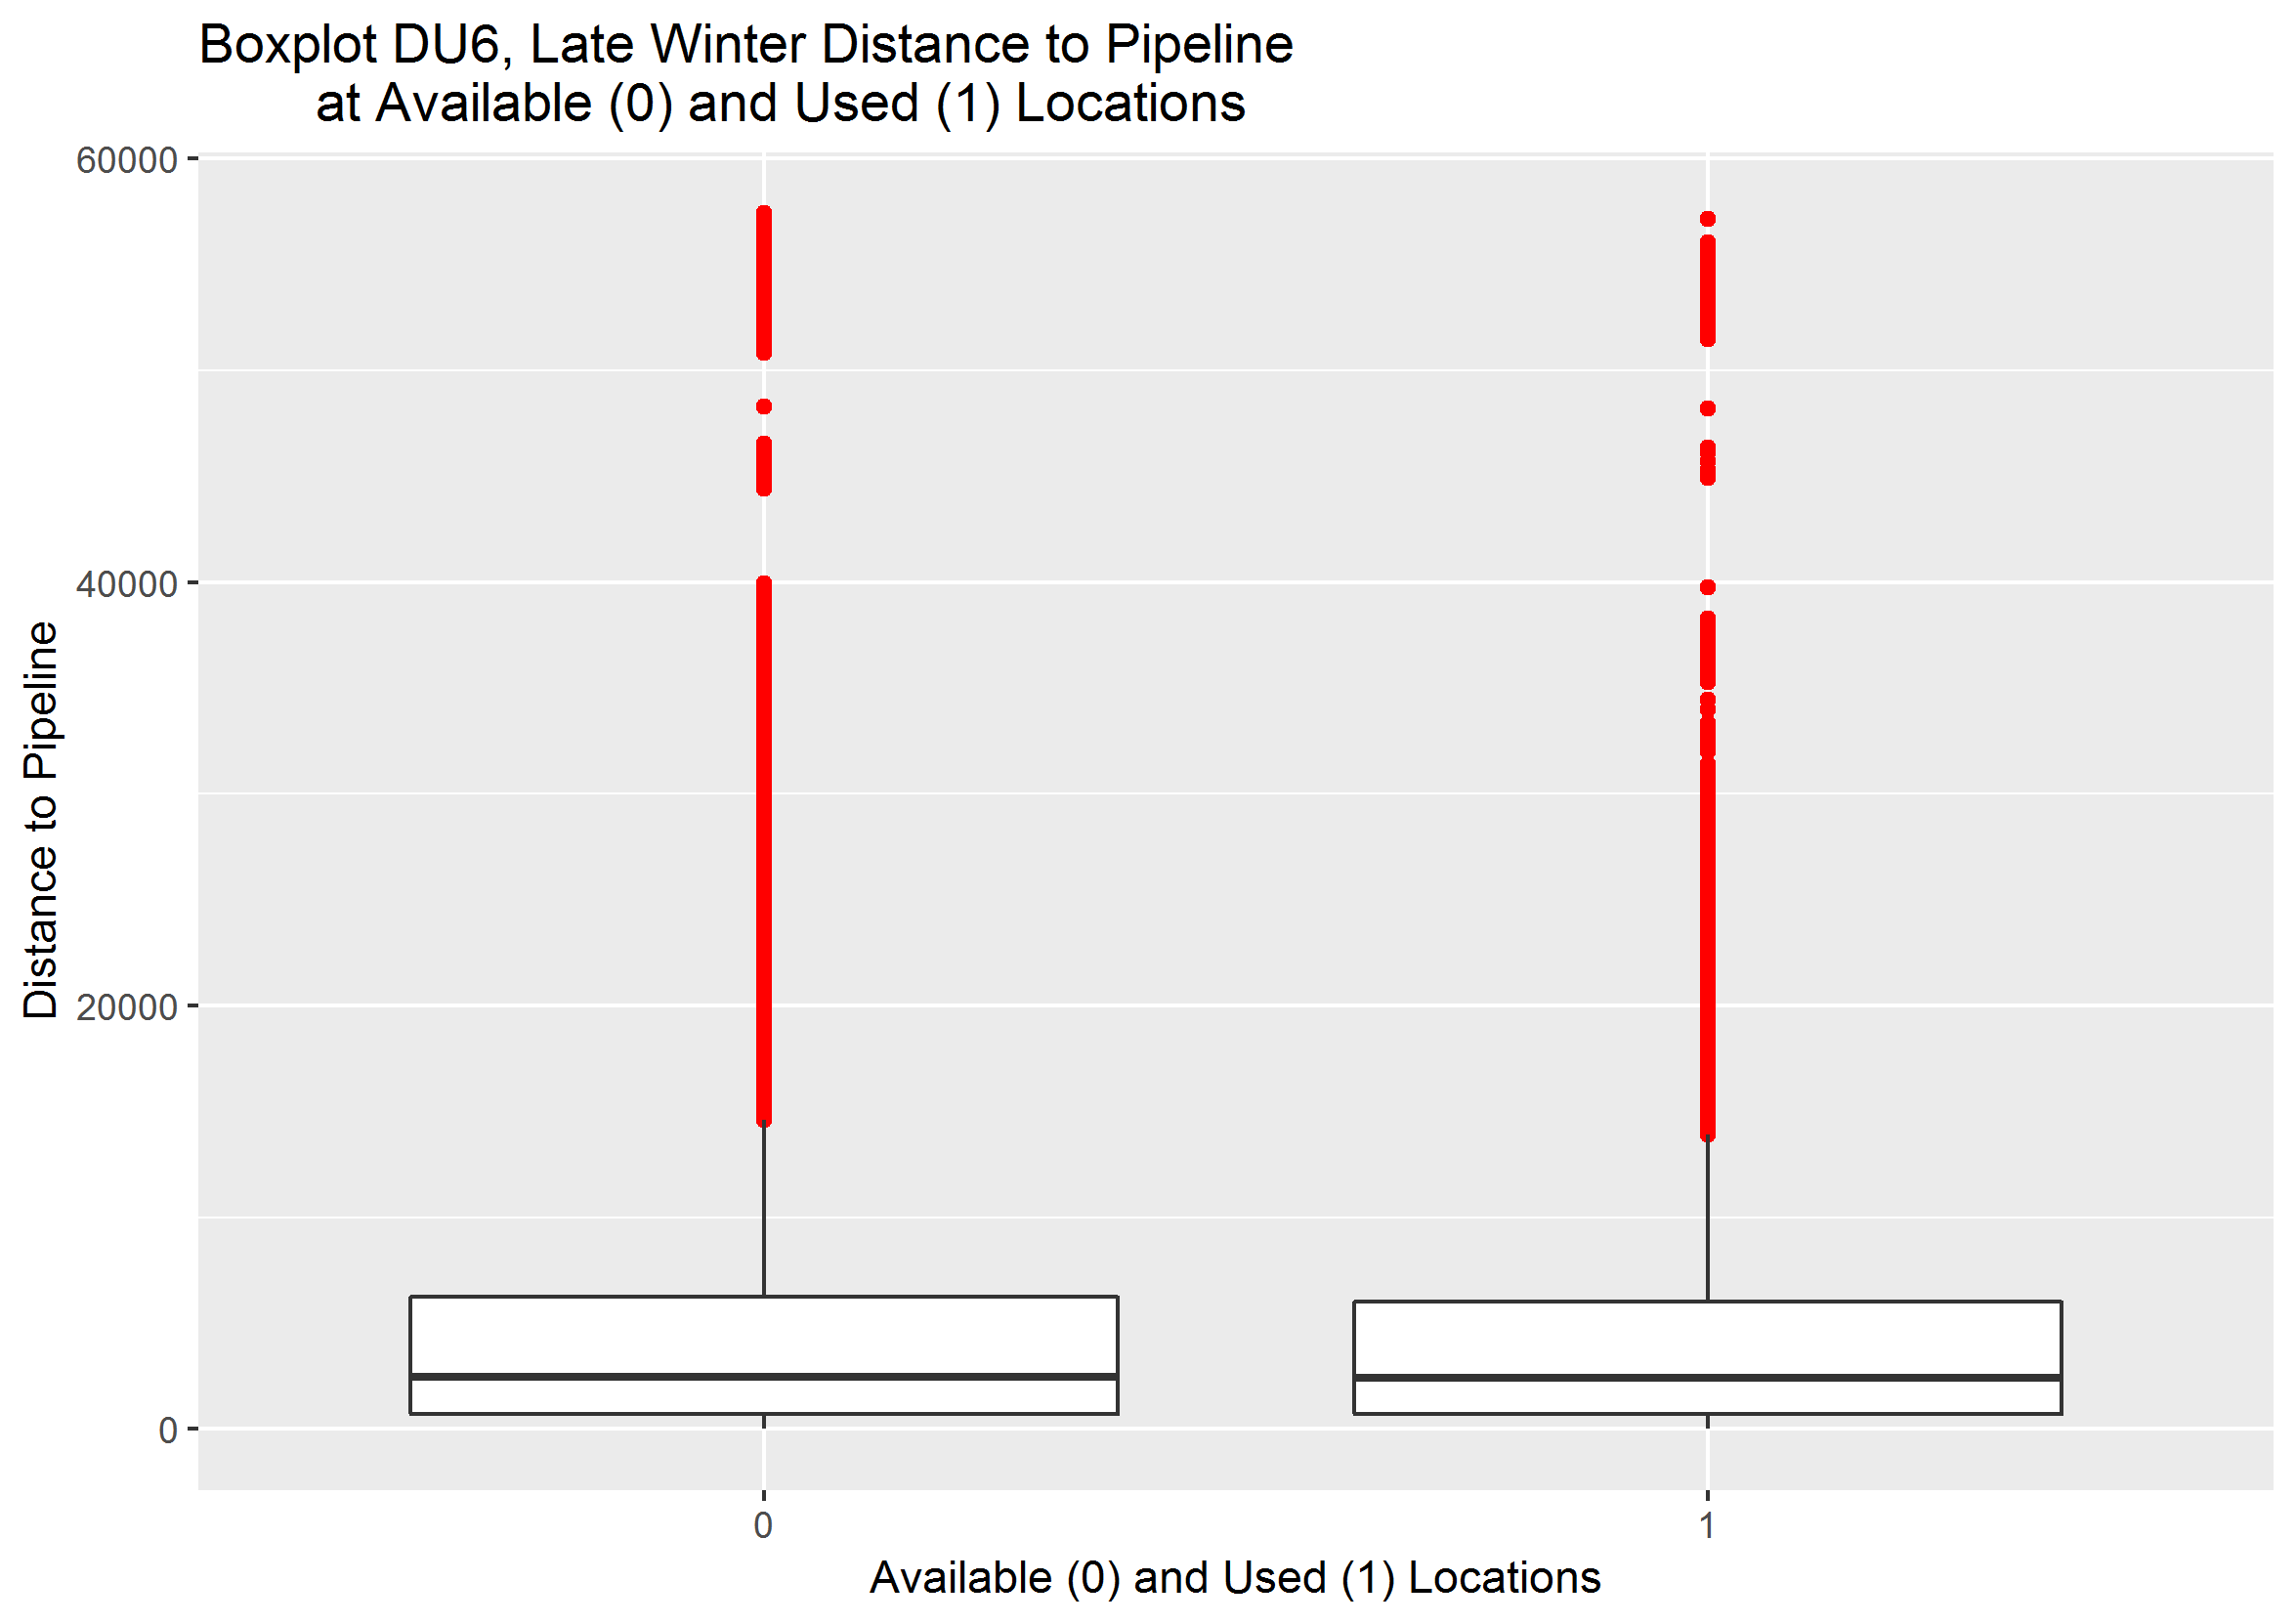 Boxplot DU6, Late Winter Distance to Pipeline
at Available (0) and Used (1) Locations
60000
40000
20000
0
Distance to Pipeline
0
1
Available (0) and Used (1) Locations